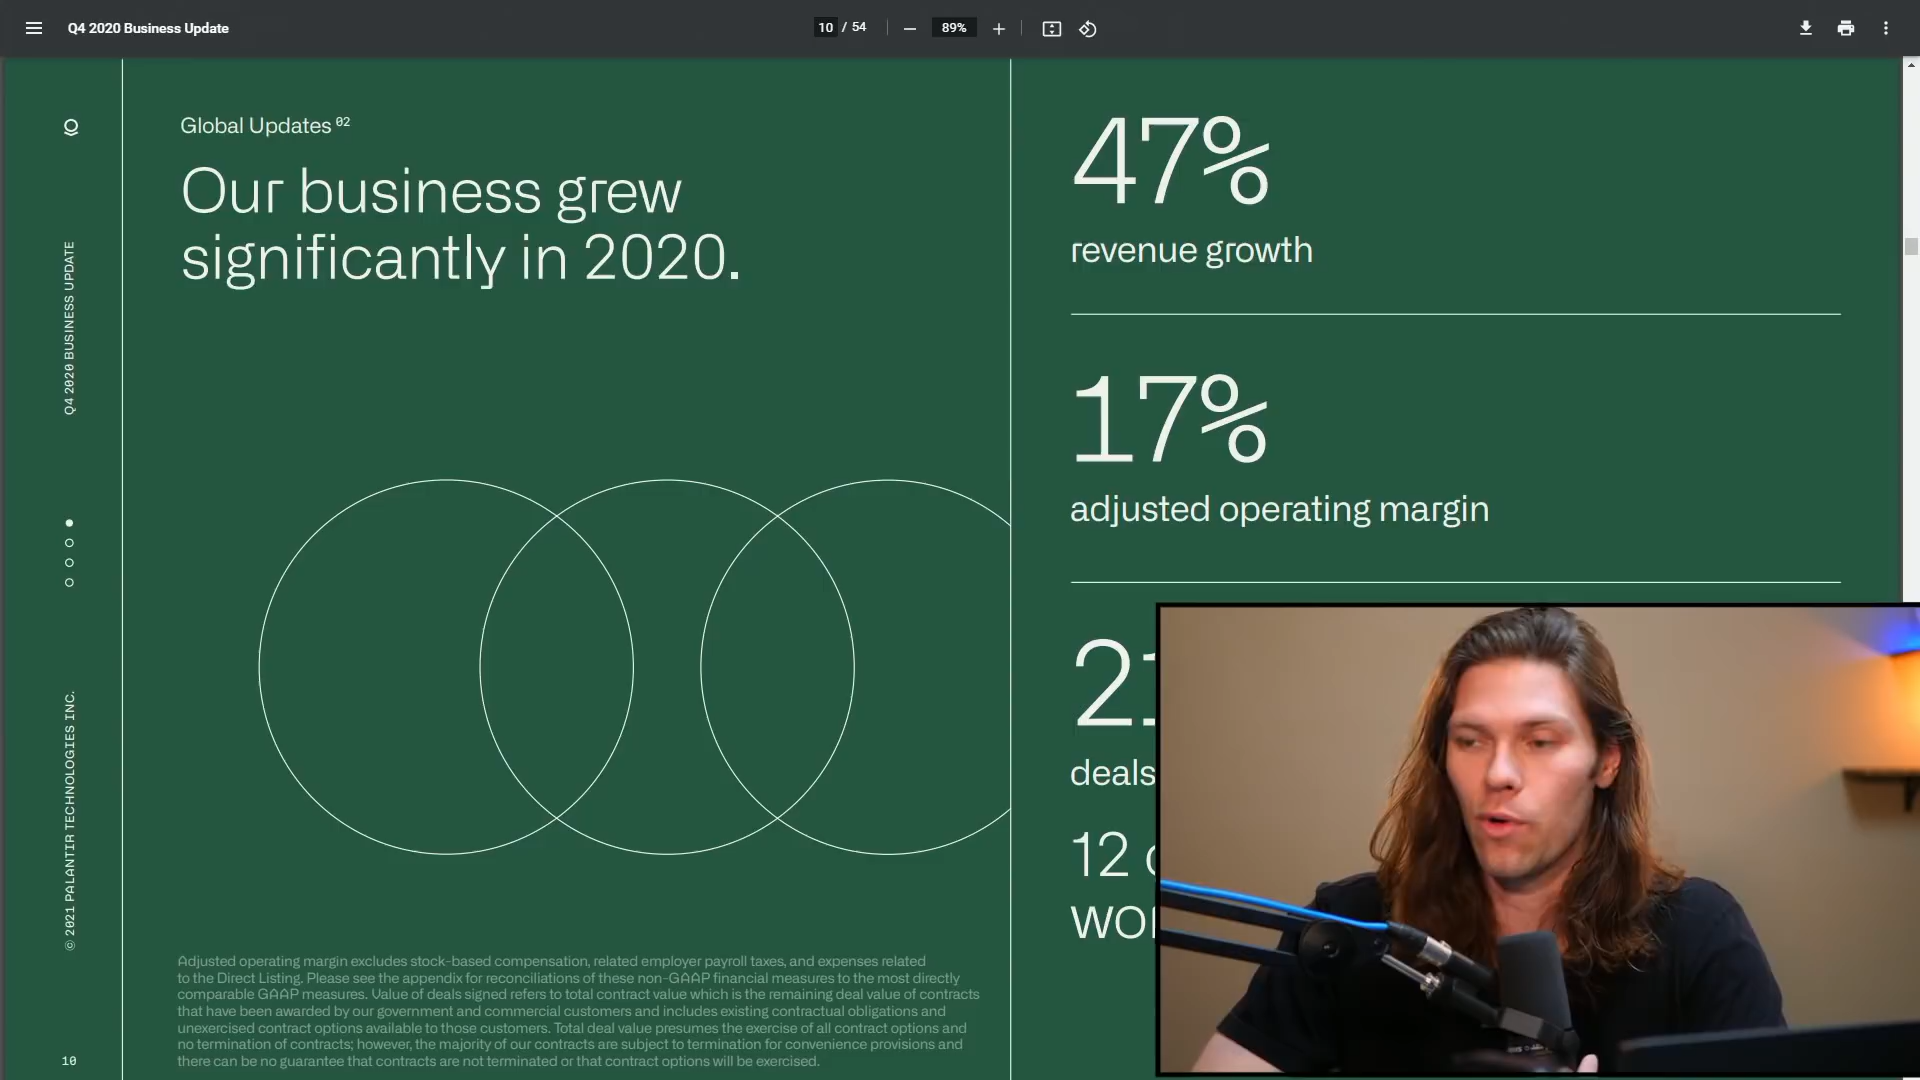 Q4 2020 Business Update
10 / 54
89%
Q4 2020 BUSINESS UPDATE
© 2021 PALANTIR TECHNOLOGIES INC.
10
Global Updates 02
Our business grew
significantly in 2020.
Adjusted operating margin excludes stock-based compensation, related employer payroll taxes, and expenses related
to the Direct Listing. Please see the appendix for reconciliations of these non-GAAP financial measures to the most directly
comparable GAAP measures. Value of deals signed refers to total contract value which is the remaining deal value of contracts
that have been awarded by our government and commercial customers and includes existing contractual obligations and
unexercised contract options available to those customers. Total deal value presumes the exercise of all contract options and
no termination of contracts; however, the majority of our contracts are subject to termination for convenience provisions and
there can be no guarantee that contracts are not terminated or that contract options will be exercised.
47%
revenue growth
17%
adjusted operating margin
deals
12